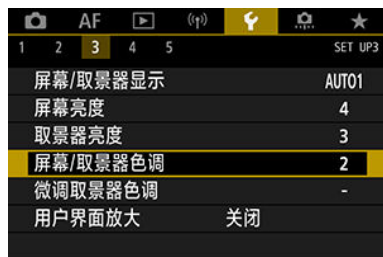 AF
1 2 3 4 5 SET UP3
屏幕/取景器显示 AUTO1
屏幕亮度 4
取景器亮度 3
屏幕/取景器色调 2
微调取景器色调 -
用户界面放大 关闭